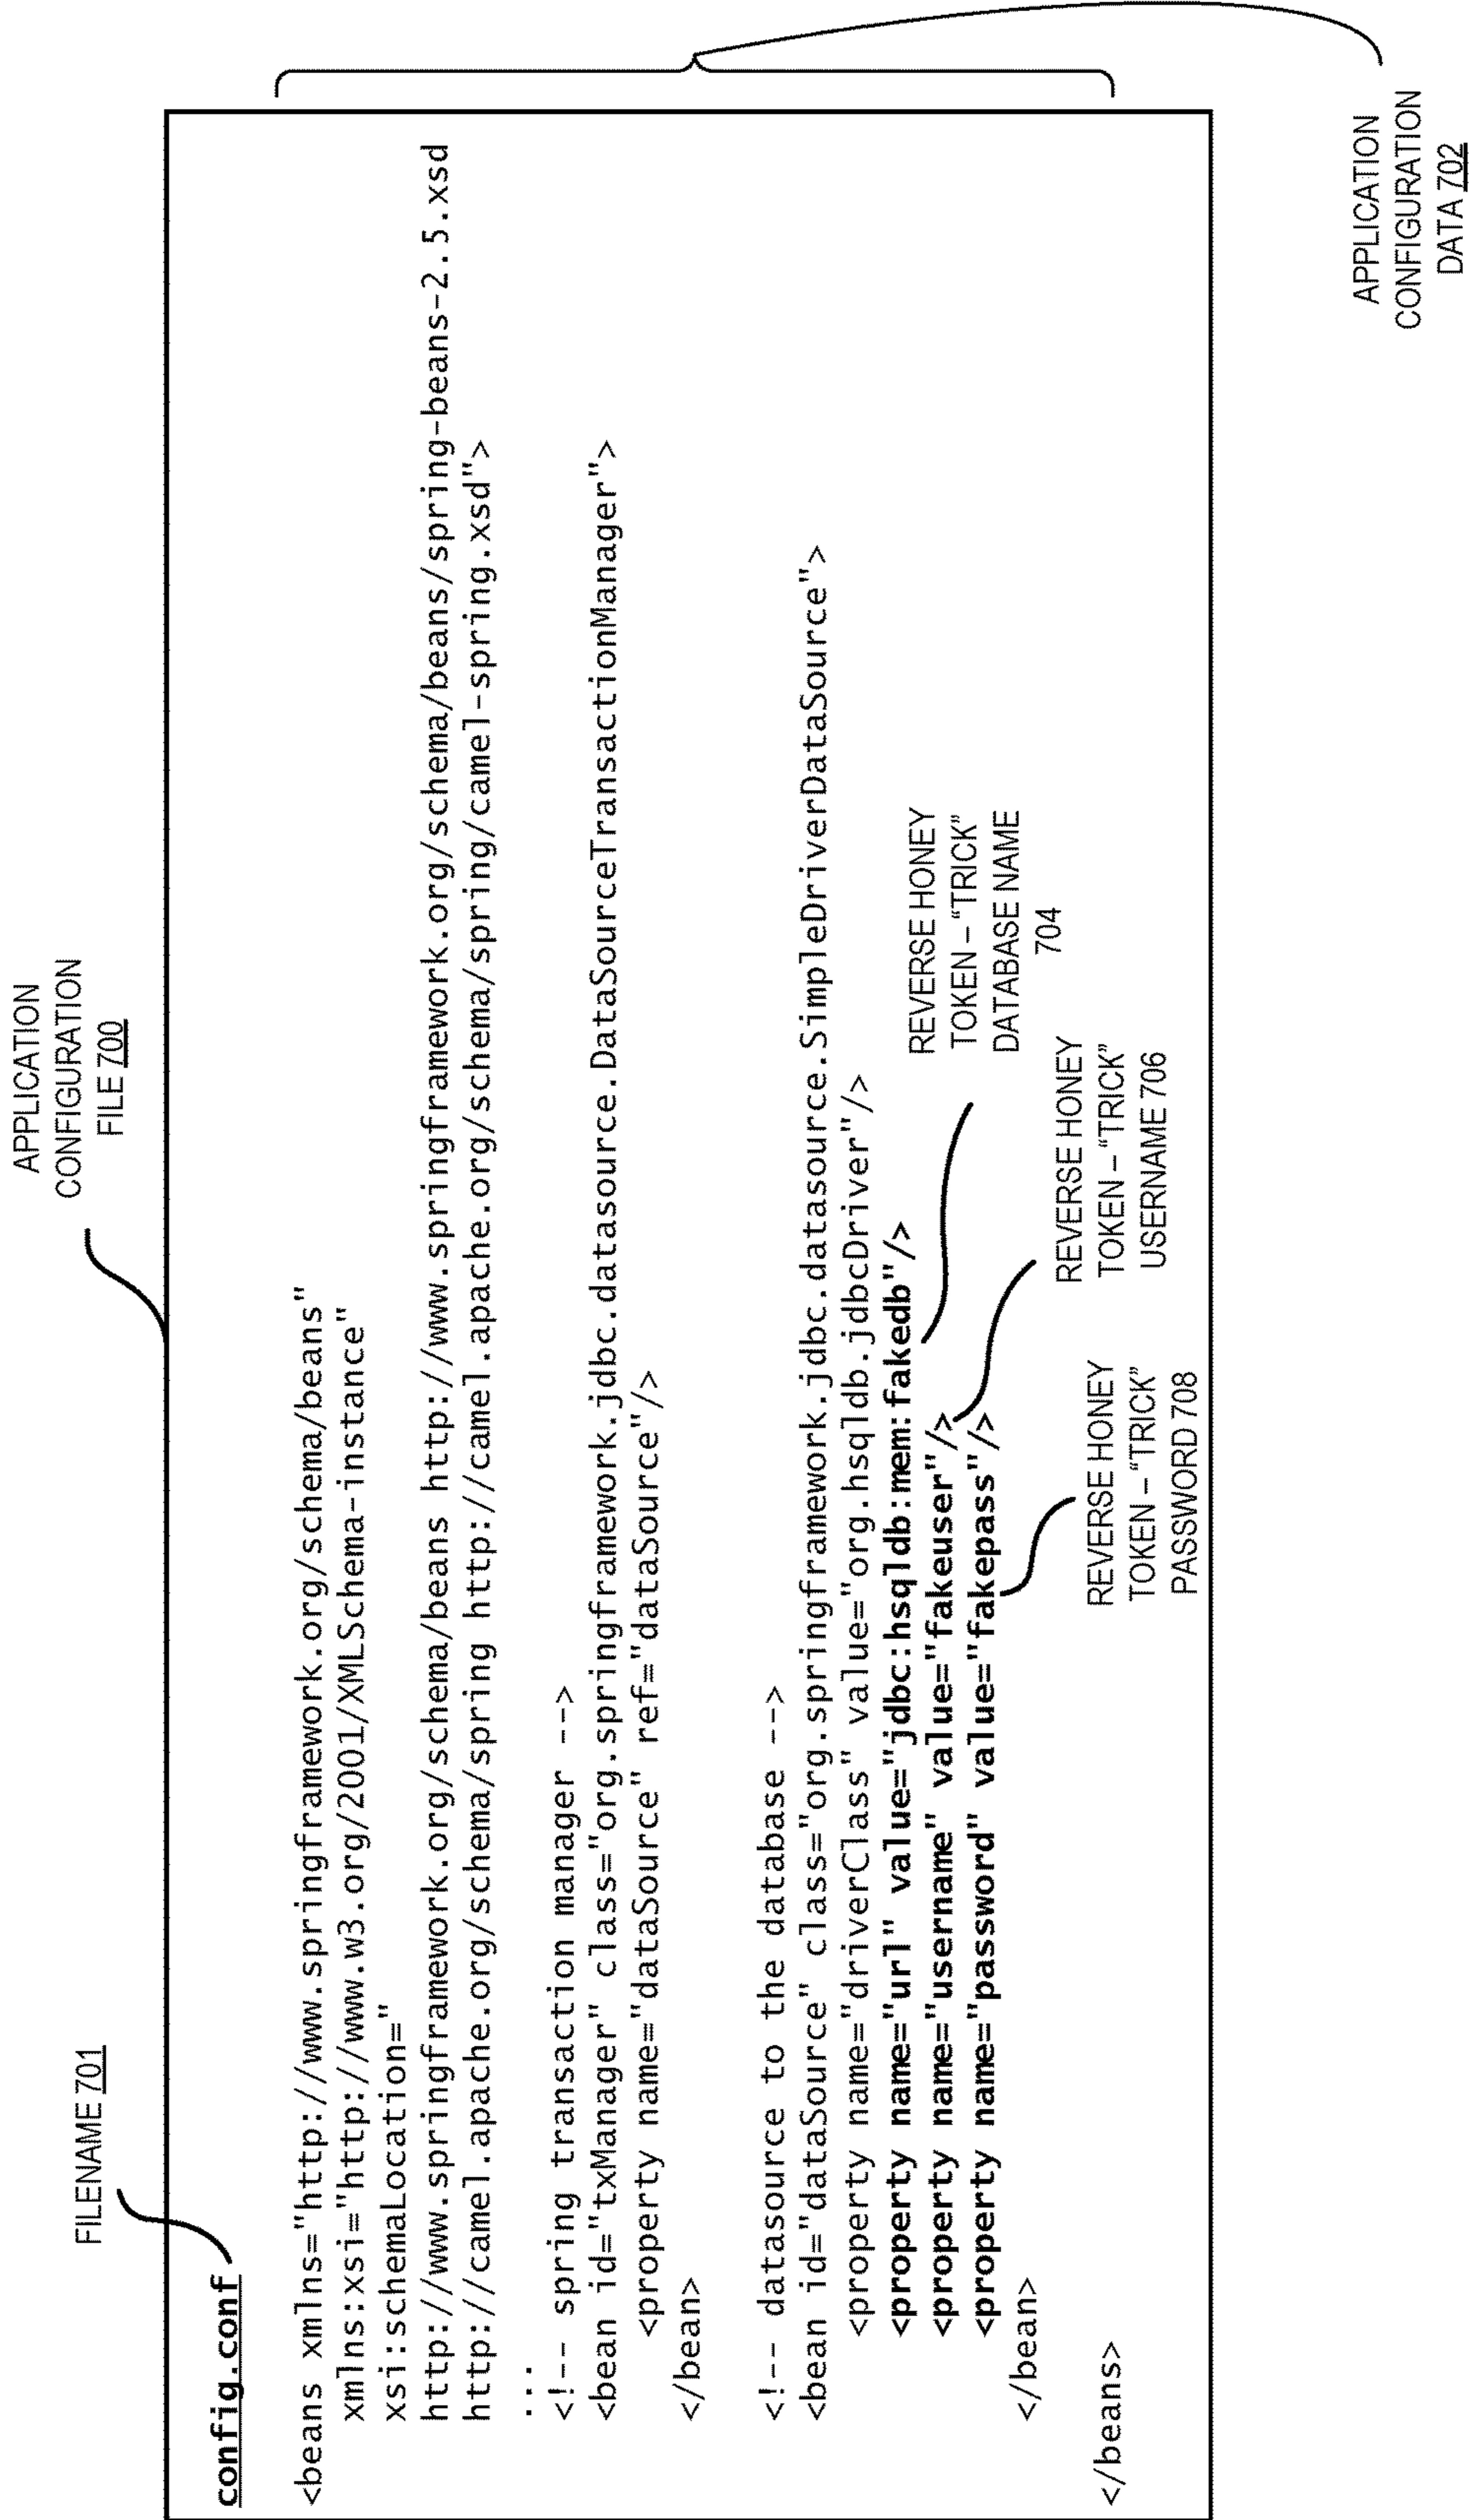 APPLICATION
CONFIGURATION
FILE 700
FILENAME 701
config.conf
<beans xmlns="http://www.springframework.org/schema/beans"
xmlns:xsi="http://www.w3.org/2001/XMLSchema-instance"
xsi:schemaLocation="
http://www.springframework.org/schema/beans http://www.springframework.org/schema/beans/spring-beans-2.5.xsd
http://camel.apache.org/schema/spring http://camel.apache.org/schema/spring/camel-spring.xsd">
...
<!-- spring transaction manager -->
<bean id="txManager" class="org.springframework.jdbc.datasource.DataSourceTransactionManager">
<property name="dataSource" ref="dataSource"/>
</bean>
<!-- datasource to the database -->
<bean id="dataSource" class="org.springframework.jdbc.datasource.SimpleDriverDataSource">
<property name="driverClass" value="org.hsqldb.jdbcDriver"/>
<property name="url" value="jdbc:hsqldb:mem:fakedb"/>
<property name="username" value="fakeuser"/>
<property name="password" value="fakepass"/>
</bean>
</beans>
REVERSE HONEY
TOKEN – “TRICK”
DATABASE NAME
704
REVERSE HONEY
TOKEN – “TRICK”
USERNAME 706
REVERSE HONEY
TOKEN – “TRICK”
PASSWORD 708
APPLICATION
CONFIGURATION
DATA 702